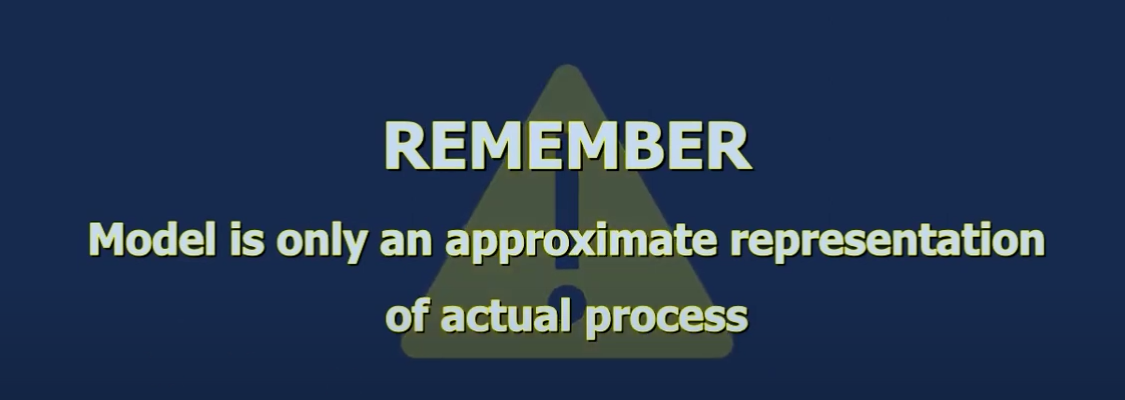 REMEMBER
Model is only an approximate representation
of actual process